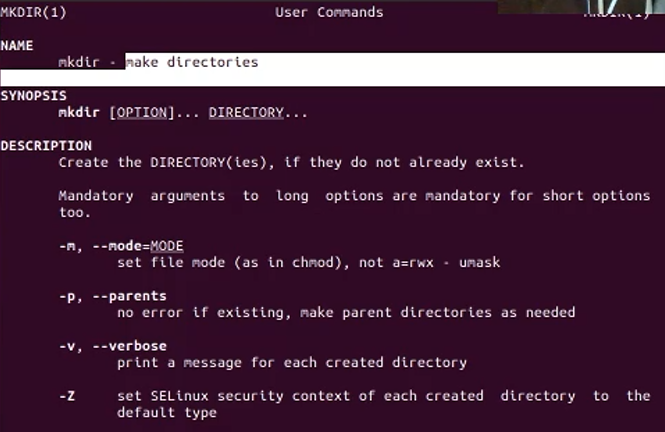 MKDIR(1) User Commands MKDIR(1)
NAME
mkdir - make directories
SYNOPSIS
mkdir [OPTION]... DIRECTORY...
DESCRIPTION
Create the DIRECTORY(ies), if they do not already exist.
Mandatory arguments to long options are mandatory for short options
too.
-m, --mode=MODE
set file mode (as in chmod), not a=rwx - umask
-p, --parents
no error if existing, make parent directories as needed
-v, --verbose
print a message for each created directory
-Z set SELinux security context of each created directory to the
default type